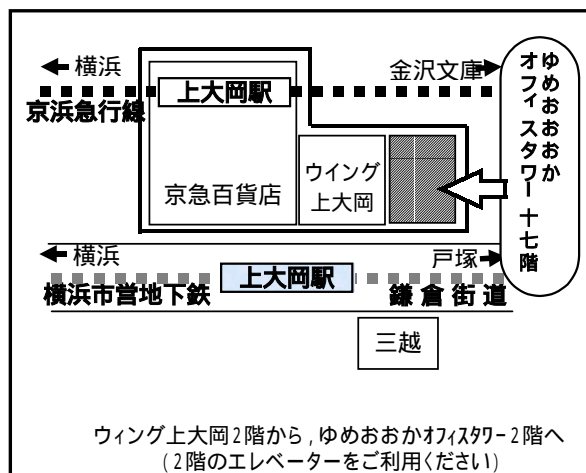 横浜
金沢文庫
上大岡駅
京浜急行線
京急百貨店
ウイング
上大岡
ゆめおおおか
オフィスタワー十七階
横浜
戸塚
上大岡駅
横浜市営地下鉄
鎌倉街道
三越
ウィング上大岡2階から,ゆめおおおかオフィスタワー2階へ
(2階のエレベーターをご利用ください)